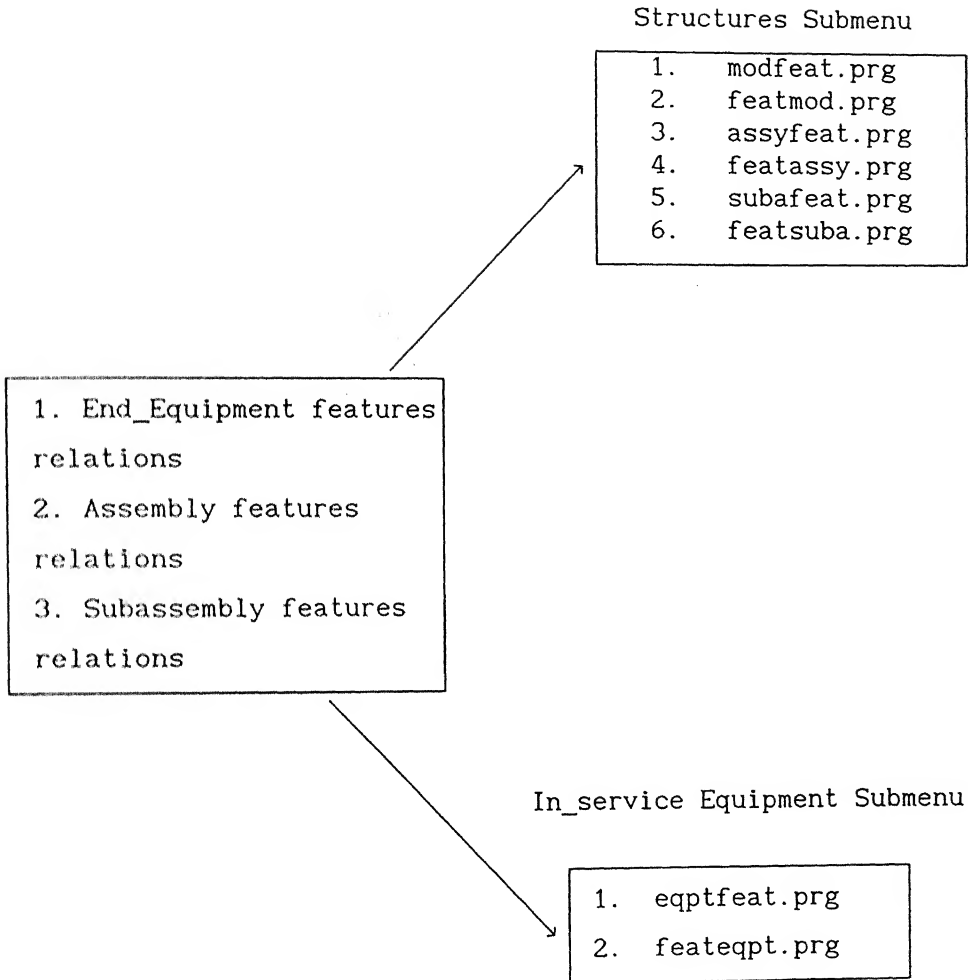 Structures Submenu
1. modfeat.prg
2. featmod.prg
3. assyfeat.prg
4. featassy.prg
5. subafeat.prg
6. featsuba.prg
1. End_Equipment features
relations
2. Assembly features
relations
3. Subassembly features
relations
In_service Equipment Submenu
1. eqptfeat.prg
2. feateqpt.prg